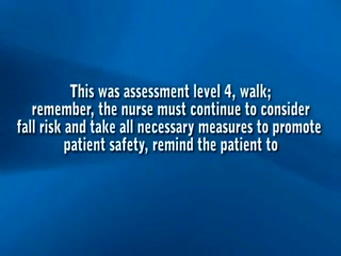 This was assessment level 4, walk;
remember, the nurse must continue to consider
fall risk and take all necessary measures to promote
patient safety, remind the patient to